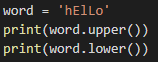 word = 'hElLo'
print(word.upper())
print(word.lower())